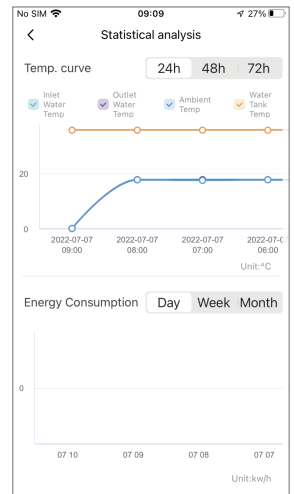 No SIM 09:09 27%
Statistical analysis
Temp. curve 24h 48h 72h
Inlet Water Temp
Outlet Water Temp
Ambient Temp
Water Tank Temp
20
0
2022-07-07 2022-07-07 2022-07-07 2022-07-0
09:00 08:00 07:00 06:00
Unit:°C
Energy Consumption Day Week Month
0
07 10 07 09 07 08 07 07
Unit:kw/h